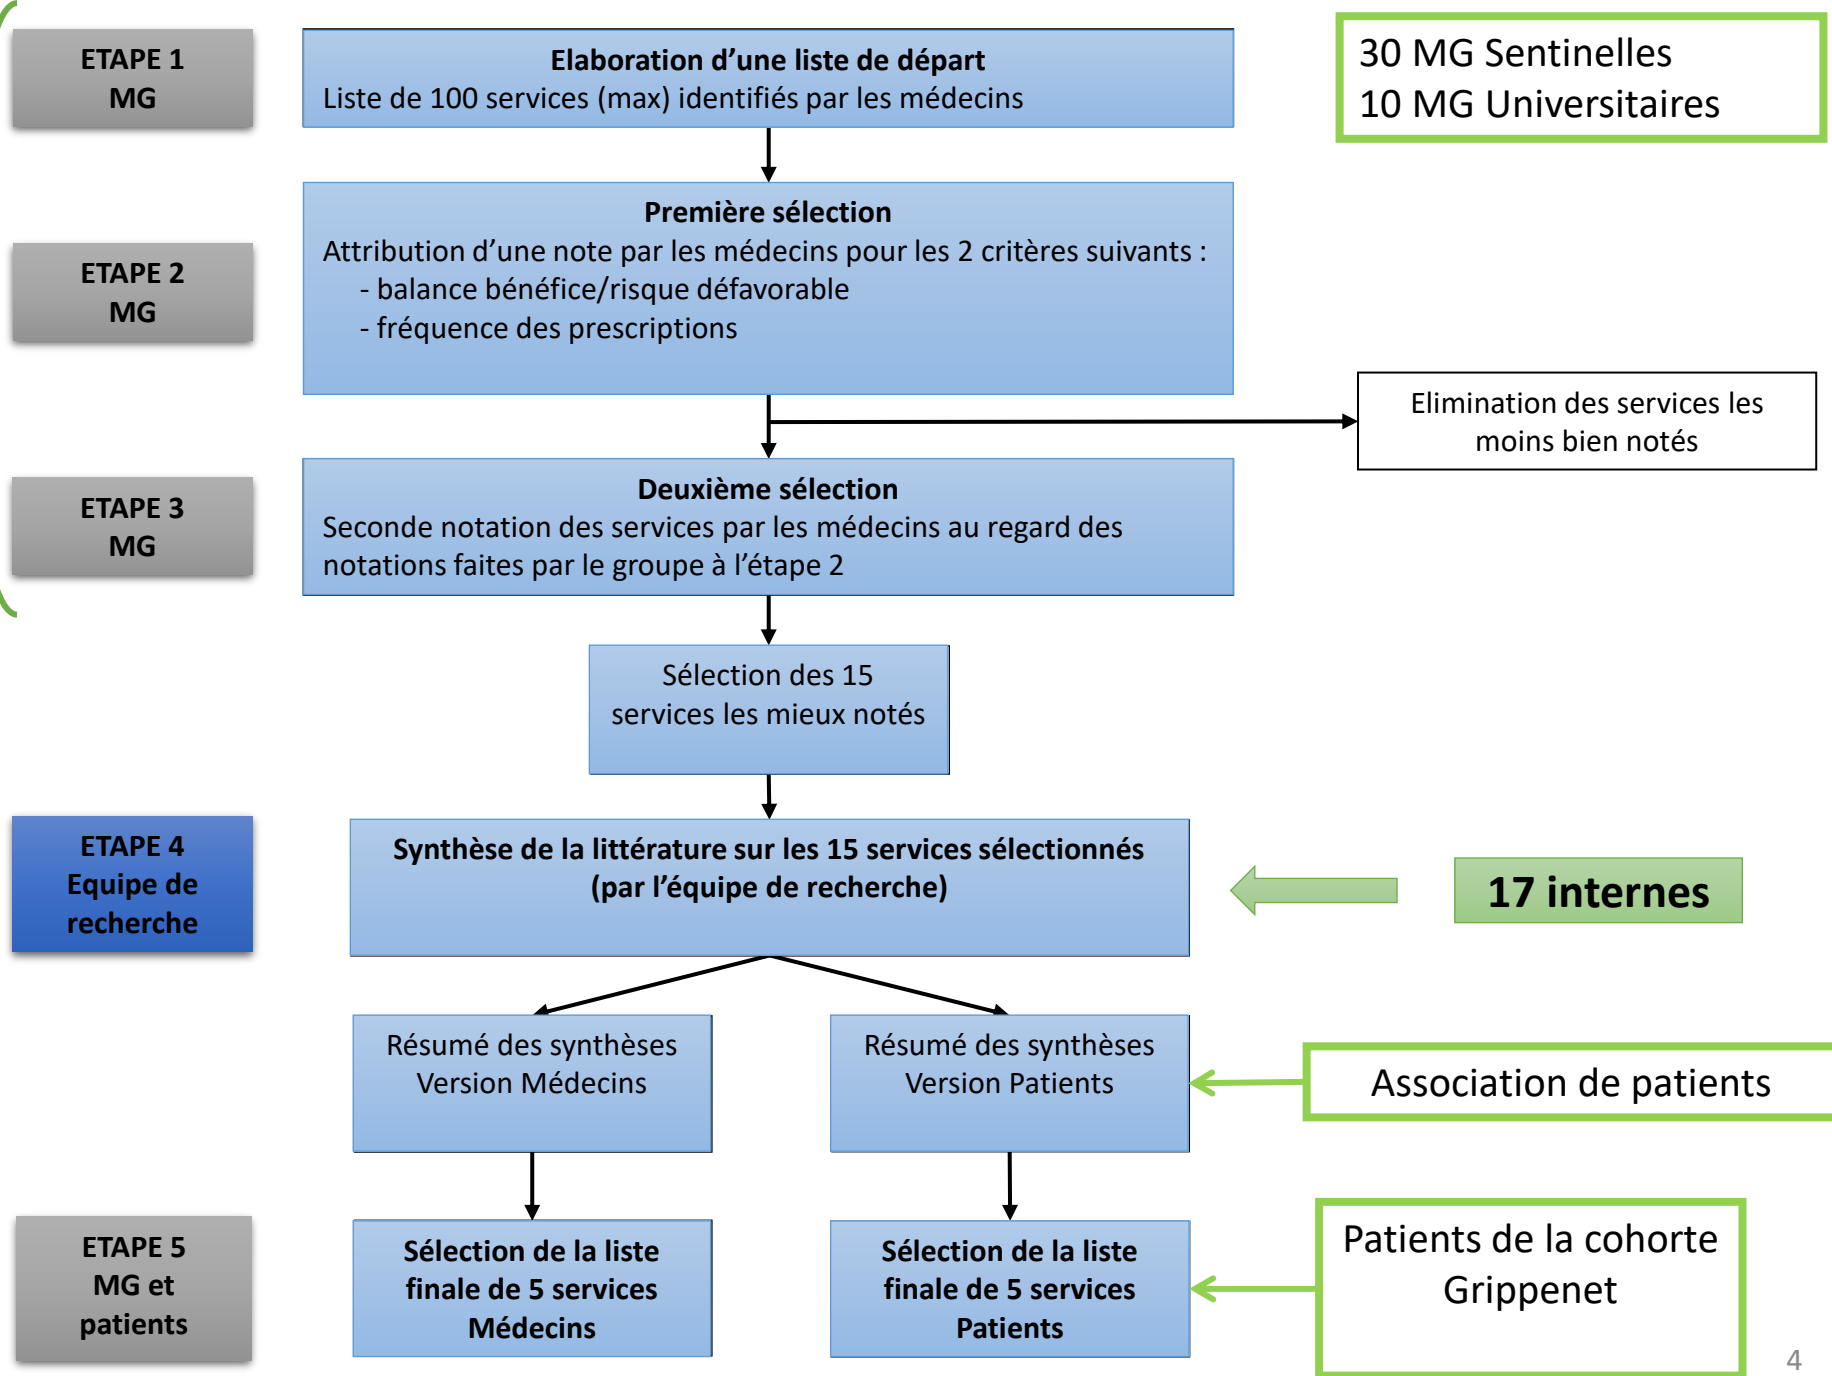 ETAPE 1
MG
Elaboration d’une liste de départ
Liste de 100 services (max) identifiés par les médecins
30 MG Sentinelles
10 MG Universitaires
ETAPE 2
MG
Première sélection
Attribution d’une note par les médecins pour les 2 critères suivants :
- balance bénéfice/risque défavorable
- fréquence des prescriptions
Elimination des services les
moins bien notés
ETAPE 3
MG
Deuxième sélection
Seconde notation des services par les médecins au regard des
notations faites par le groupe à l’étape 2
Sélection des 15
services les mieux notés
ETAPE 4
Equipe de
recherche
Synthèse de la littérature sur les 15 services sélectionnés
(par l’équipe de recherche)
17 internes
Résumé des synthèses
Version Médecins
Résumé des synthèses
Version Patients
Association de patients
ETAPE 5
MG et
patients
Sélection de la liste
finale de 5 services
Médecins
Sélection de la liste
finale de 5 services
Patients
Patients de la cohorte
Grippenet
4